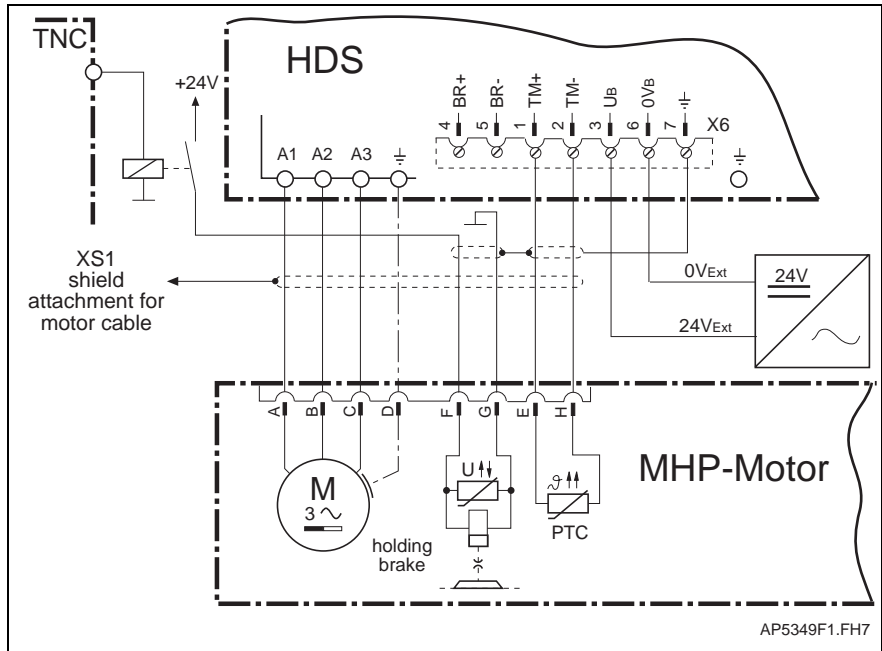 TNC
HDS
+24V
BR+
BR-
TM+
TM-
UB
0VB
4
5
1
2
3
6
7
X6
A1
A2
A3
XS1
shield
attachment for
motor cable
0VExt
24V
24VExt
A
B
C
D
F
G
E
H
MHP-Motor
M
3
U
ϑ
PTC
holding
brake
AP5349F1.FH7